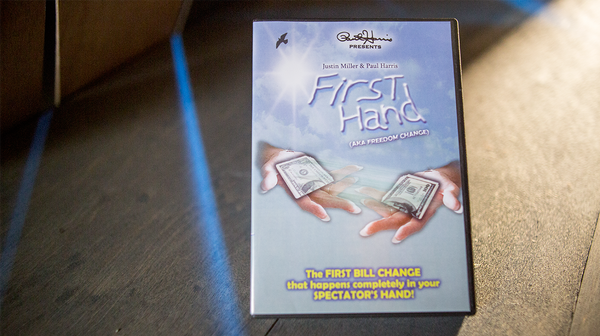 Paul Harris
PRESENTS
Justin Miller & Paul Harris
First
Hand
(AKA FREEDOM CHANGE)
The FIRST BILL CHANGE
that happens completely in your
SPECTATOR'S HAND!